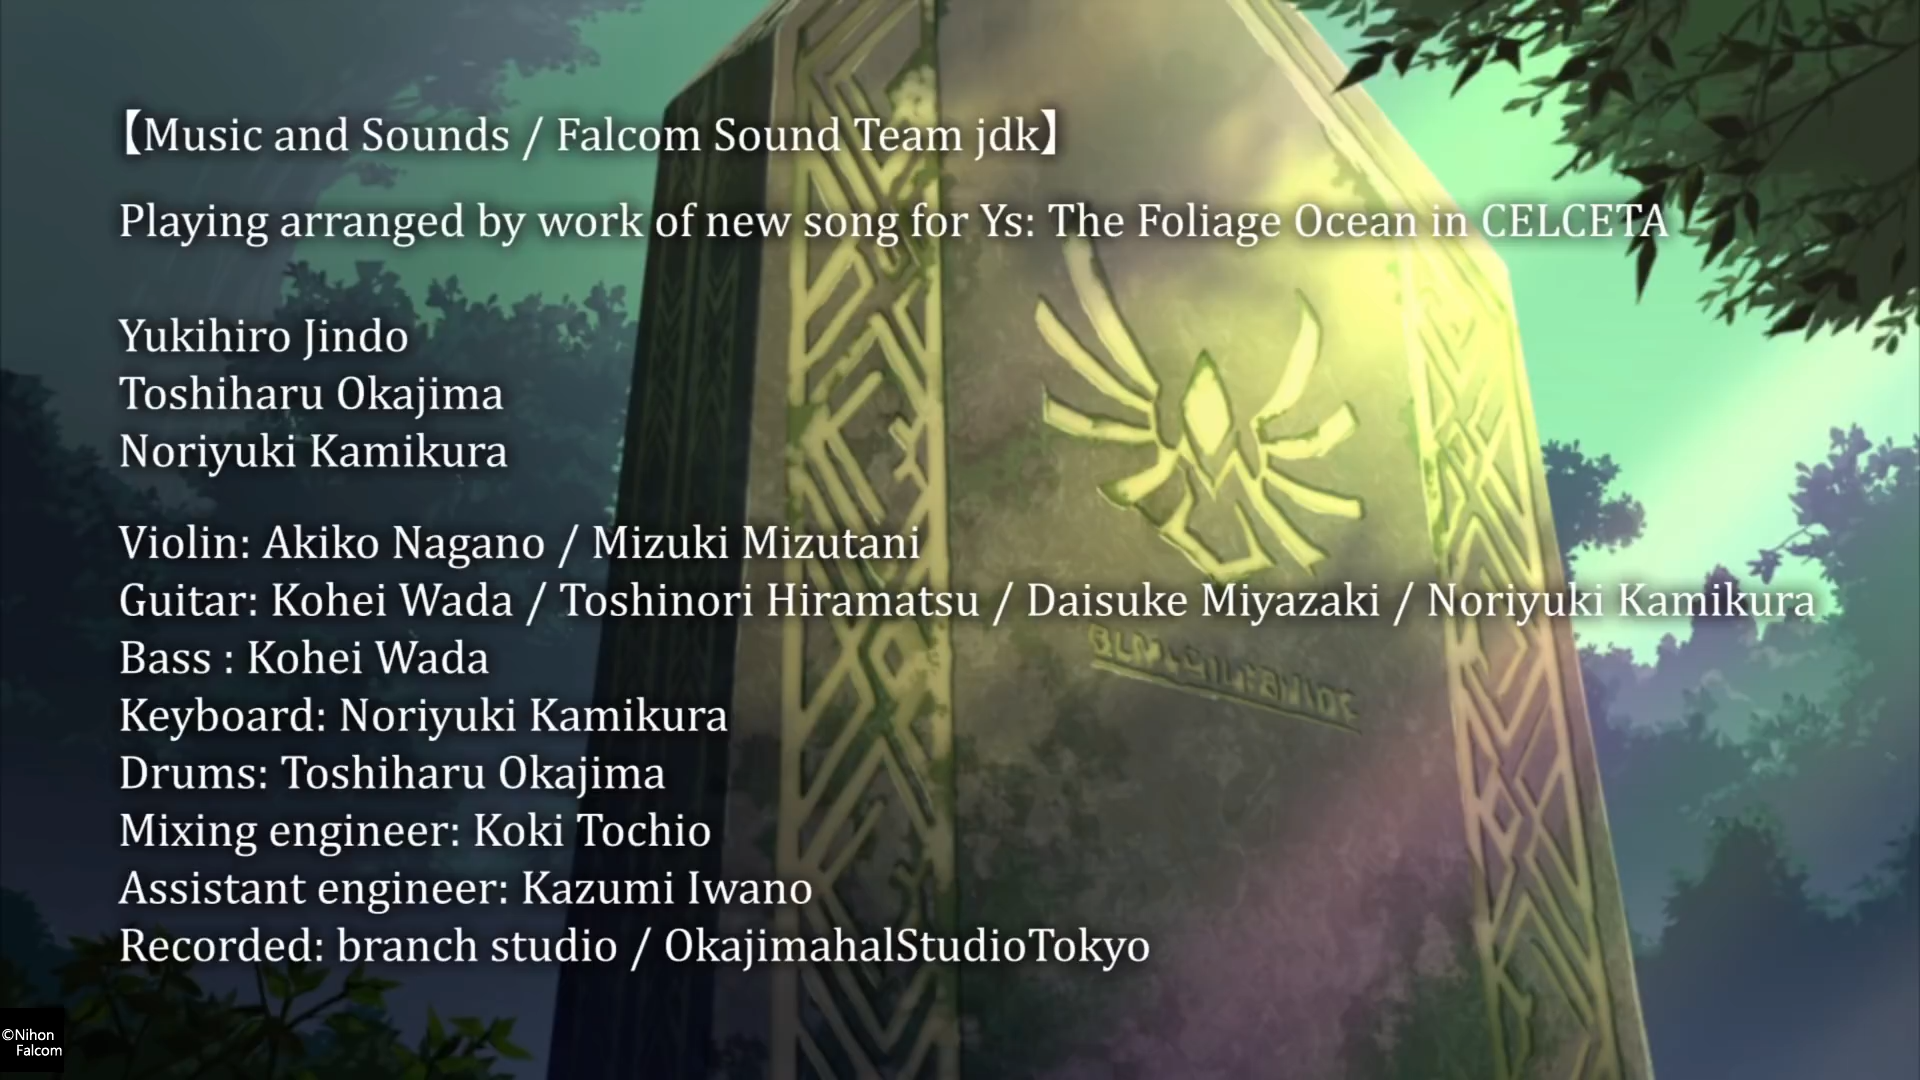 【Music and Sounds / Falcom Sound Team jdk】
Playing arranged by work of new song for Ys: The Foliage Ocean in CELCETA
Yukihiro Jindo
Toshiharu Okajima
Noriyuki Kamikura
Violin: Akiko Nagano / Mizuki Mizutani
Guitar: Kohei Wada / Toshinori Hiramatsu / Daisuke Miyazaki / Noriyuki Kamikura
Bass : Kohei Wada
Keyboard: Noriyuki Kamikura
Drums: Toshiharu Okajima
Mixing engineer: Koki Tochio
Assistant engineer: Kazumi Iwano
Recorded: branch studio / OkajimahalStudioTokyo
©Nihon
Falcom